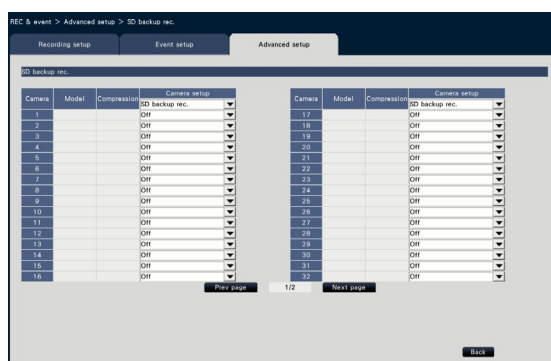 REC & event > Advanced setup > SD backup rec.
Recording setup Event setup Advanced setup
SD backup rec.
Camera Model Compression Camera setup Camera Model Compression Camera setup
SD backup rec. SD backup rec.
1 Off 17 Off
2 Off 18 Off
3 Off 19 Off
4 Off 20 Off
5 Off 21 Off
6 Off 22 Off
7 Off 23 Off
8 Off 24 Off
9 Off 25 Off
10 Off 26 Off
11 Off 27 Off
12 Off 28 Off
13 Off 29 Off
14 Off 30 Off
15 Off 31 Off
16 Off 32 Off
Prev page 1/2 Next page
Back